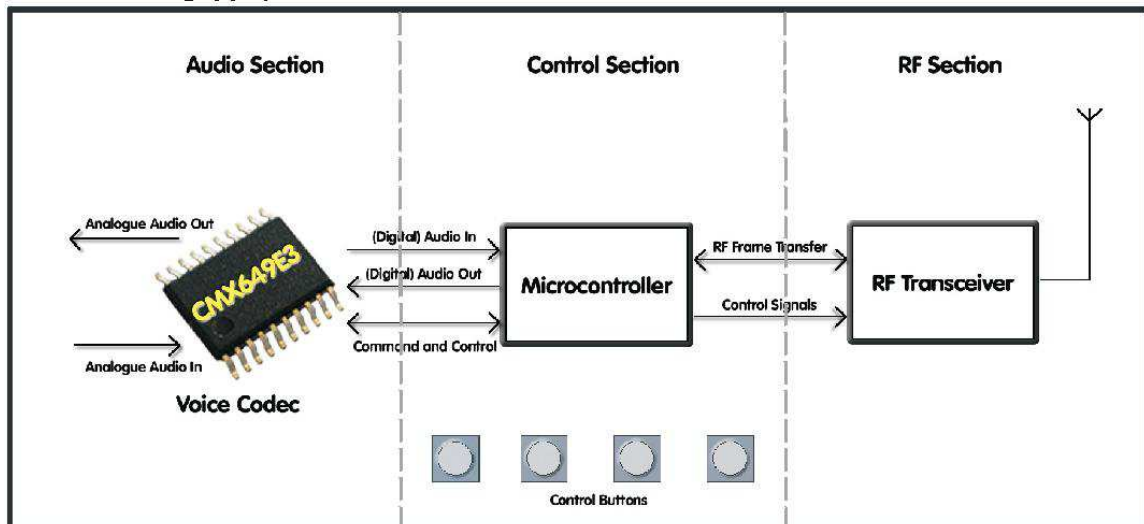 Audio Section
Control Section
RF Section
Analogue Audio Out
(Digital) Audio In
RF Frame Transfer
CMX649E3
(Digital) Audio Out
Microcontroller
RF Transceiver
Control Signals
Command and Control
Analogue Audio In
Voice Codec
Control Buttons